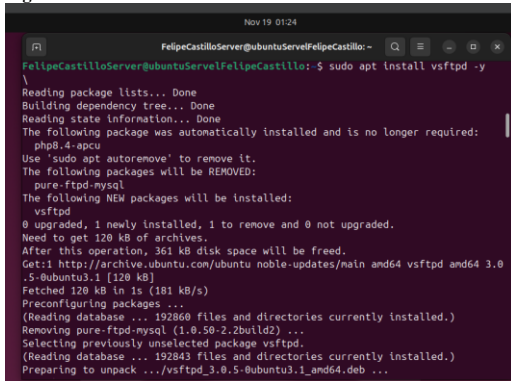 Nov 19 01:24
FelipeCastilloServer@ubuntuServelFelipeCastillo: ~
FelipeCastilloServer@ubuntuServelFelipeCastillo:~$ sudo apt install vsftpd -y
\
Reading package lists... Done
Building dependency tree... Done
Reading state information... Done
The following package was automatically installed and is no longer required:
  php8.4-apcu
Use 'sudo apt autoremove' to remove it.
The following packages will be REMOVED:
  pure-ftpd-mysql
The following NEW packages will be installed:
  vsftpd
0 upgraded, 1 newly installed, 1 to remove and 0 not upgraded.
Need to get 120 kB of archives.
After this operation, 361 kB disk space will be freed.
Get:1 http://archive.ubuntu.com/ubuntu noble-updates/main amd64 vsftpd amd64 3.0
.5-0ubuntu3.1 [120 kB]
Fetched 120 kB in 1s (181 kB/s)
Preconfiguring packages ...
(Reading database ... 192860 files and directories currently installed.)
Removing pure-ftpd-mysql (1.0.50-2.2build2) ...
Selecting previously unselected package vsftpd.
(Reading database ... 192843 files and directories currently installed.)
Preparing to unpack .../vsftpd_3.0.5-0ubuntu3.1_amd64.deb ...